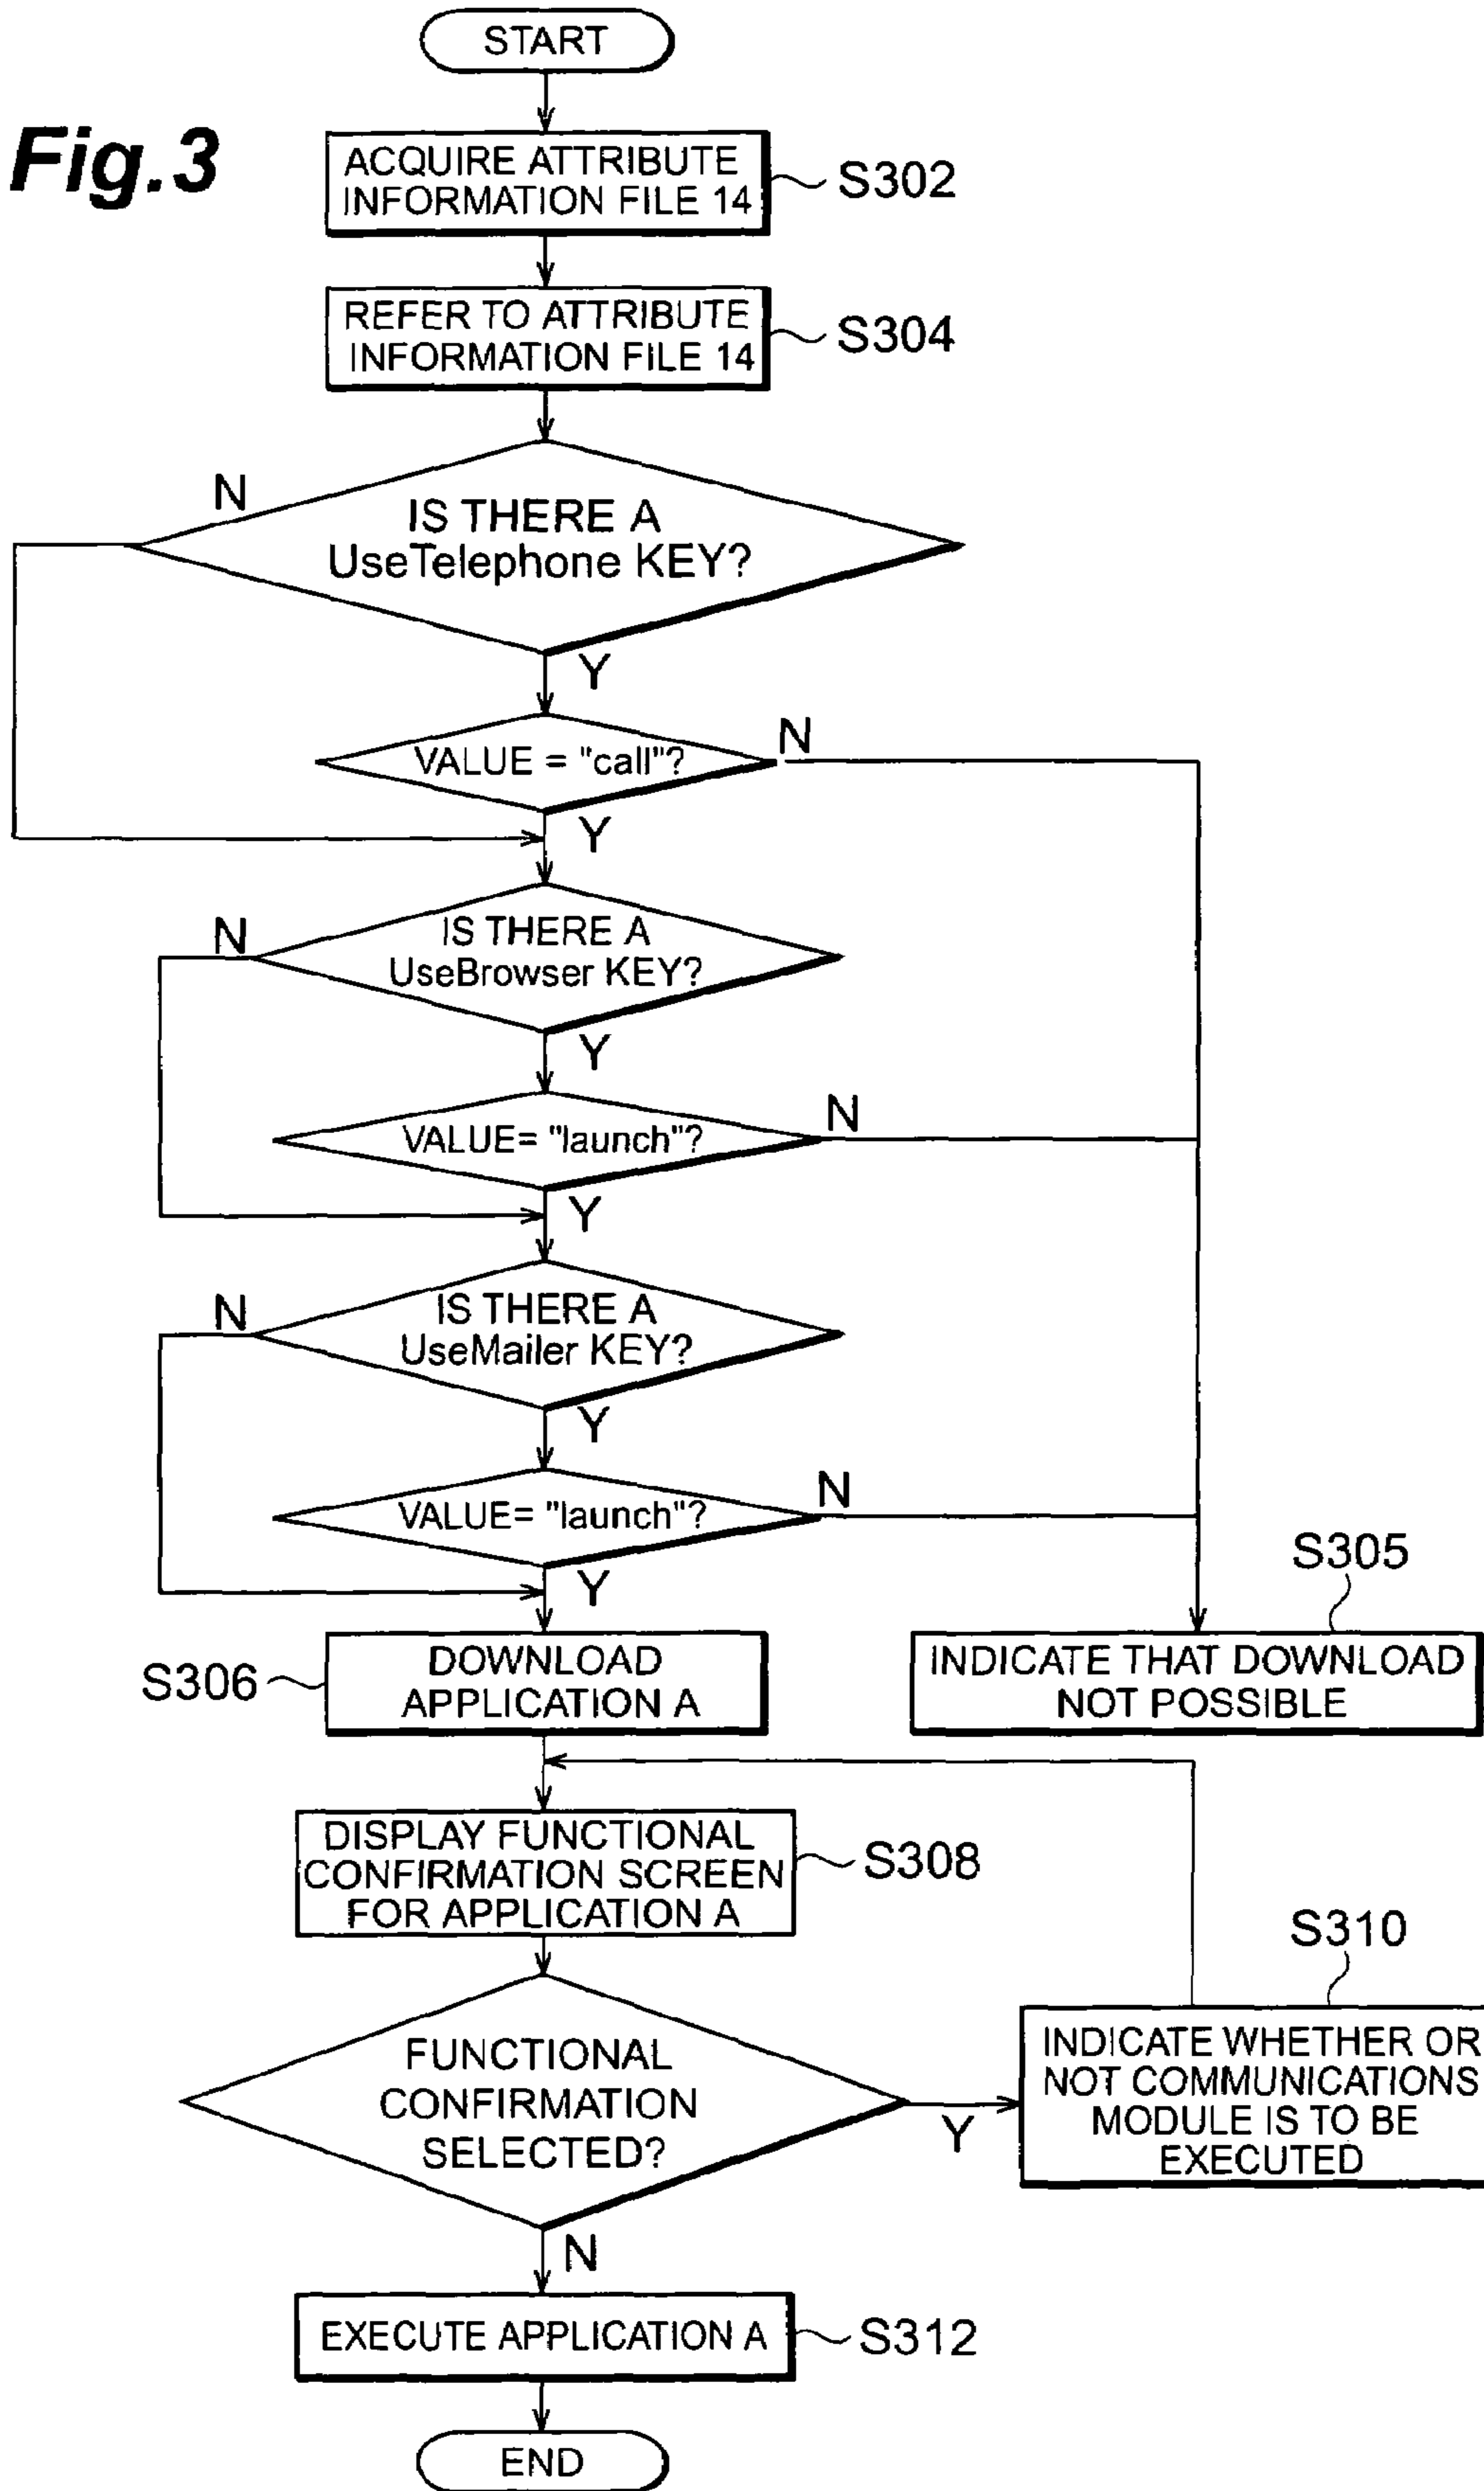 START
Fig.3
ACQUIRE ATTRIBUTE
INFORMATION FILE 14
S302
REFER TO ATTRIBUTE
INFORMATION FILE 14
S304
N
IS THERE A
UseTelephone KEY?
Y
VALUE = "call"?
N
Y
N
IS THERE A
UseBrowser KEY?
Y
VALUE= "launch"?
N
Y
N
IS THERE A
UseMailer KEY?
Y
VALUE= "launch"?
N
Y
S305
S306
DOWNLOAD
APPLICATION A
INDICATE THAT DOWNLOAD
NOT POSSIBLE
DISPLAY FUNCTIONAL
CONFIRMATION SCREEN
FOR APPLICATION A
S308
S310
FUNCTIONAL
CONFIRMATION
SELECTED?
Y
INDICATE WHETHER OR
NOT COMMUNICATIONS
MODULE IS TO BE
EXECUTED
N
EXECUTE APPLICATION A
S312
END